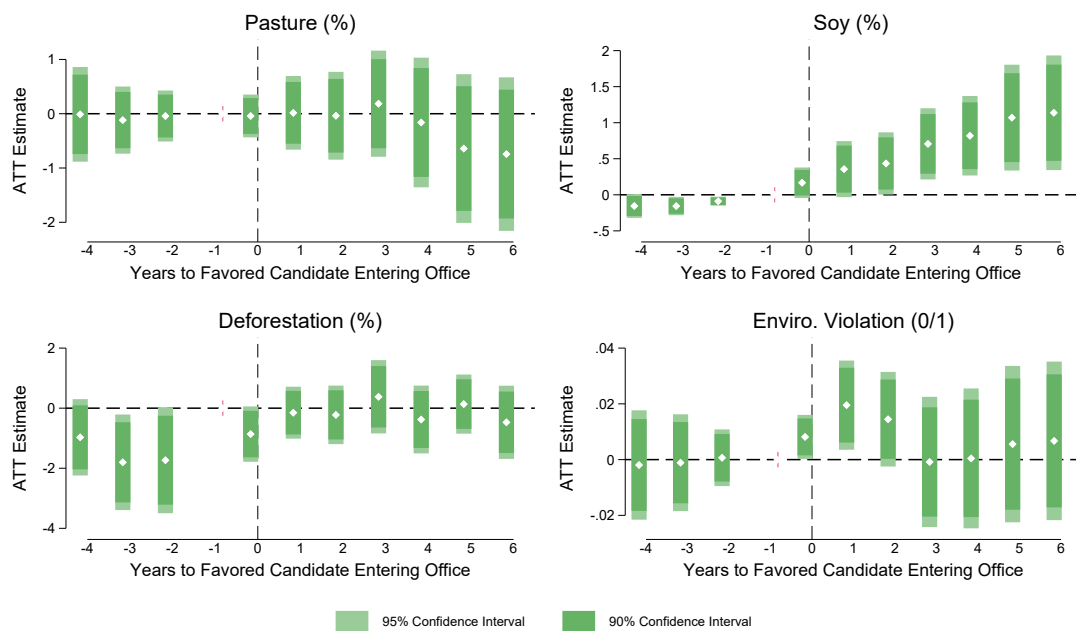 Pasture (%)
ATT Estimate
1
0
-1
-2
-4 -3 -2 -1 0 1 2 3 4 5 6
Years to Favored Candidate Entering Office
Soy (%)
ATT Estimate
2
1.5
1
.5
0
-.5
-4 -3 -2 -1 0 1 2 3 4 5 6
Years to Favored Candidate Entering Office
Deforestation (%)
ATT Estimate
2
0
-2
-4
-4 -3 -2 -1 0 1 2 3 4 5 6
Years to Favored Candidate Entering Office
Enviro. Violation (0/1)
ATT Estimate
.04
.02
0
-.02
-4 -3 -2 -1 0 1 2 3 4 5 6
Years to Favored Candidate Entering Office
95% Confidence Interval
90% Confidence Interval